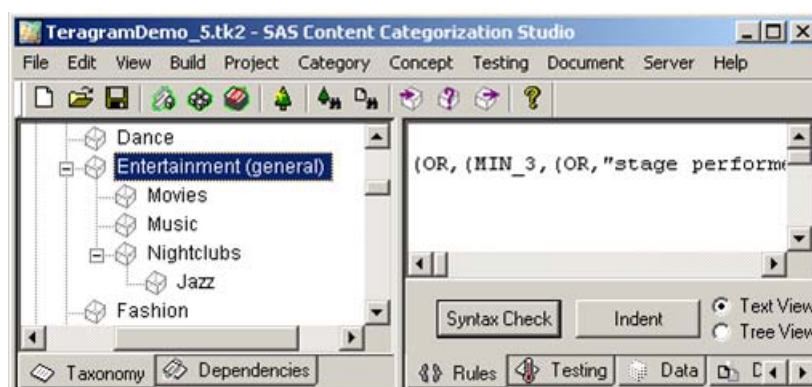 TeragramDemo_5.tk2 - SAS Content Categorization Studio
File Edit View Build Project Category Concept Testing Document Server Help
Dance
Entertainment (general)
Movies
Music
Nightclubs
Jazz
Fashion
Taxonomy Dependencies
(OR,(MIN_3,(OR,"stage performe
Syntax Check Indent Text View
Tree View
Rules Testing Data D